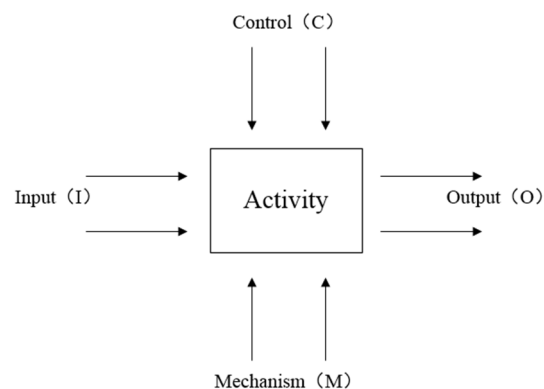 Control（C）
Input（I）
Activity
Output（O）
Mechanism（M）